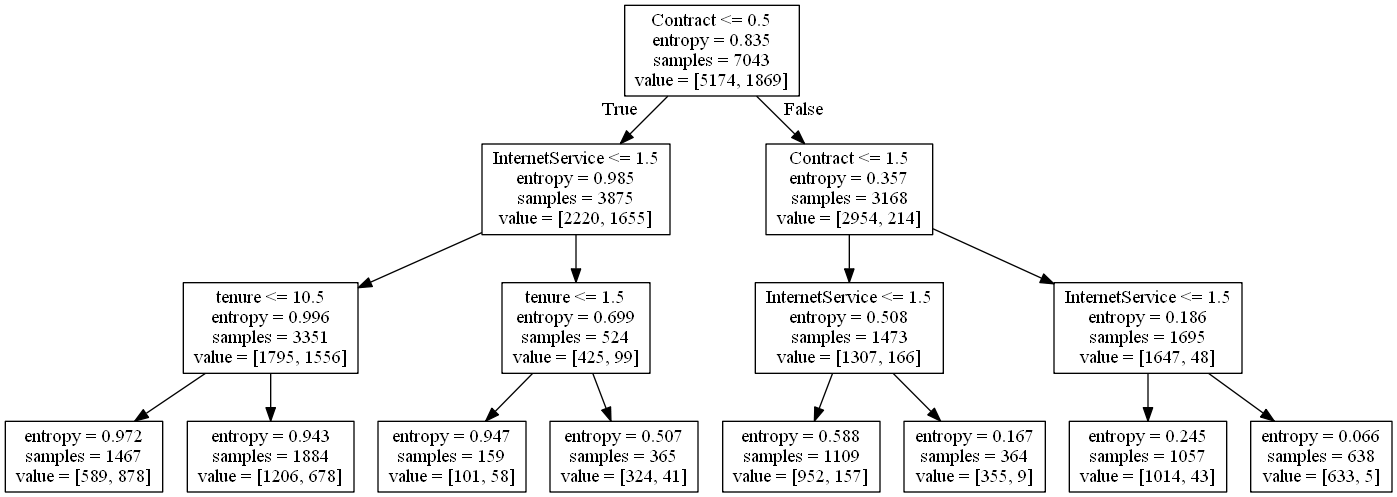 Contract <= 0.5
entropy = 0.835
samples = 7043
value = [5174, 1869]
True
False
InternetService <= 1.5
entropy = 0.985
samples = 3875
value = [2220, 1655]
Contract <= 1.5
entropy = 0.357
samples = 3168
value = [2954, 214]
tenure <= 10.5
entropy = 0.996
samples = 3351
value = [1795, 1556]
tenure <= 1.5
entropy = 0.699
samples = 524
value = [425, 99]
InternetService <= 1.5
entropy = 0.508
samples = 1473
value = [1307, 166]
InternetService <= 1.5
entropy = 0.186
samples = 1695
value = [1647, 48]
entropy = 0.972
samples = 1467
value = [589, 878]
entropy = 0.943
samples = 1884
value = [1206, 678]
entropy = 0.947
samples = 159
value = [101, 58]
entropy = 0.507
samples = 365
value = [324, 41]
entropy = 0.588
samples = 1109
value = [952, 157]
entropy = 0.167
samples = 364
value = [355, 9]
entropy = 0.245
samples = 1057
value = [1014, 43]
entropy = 0.066
samples = 638
value = [633, 5]